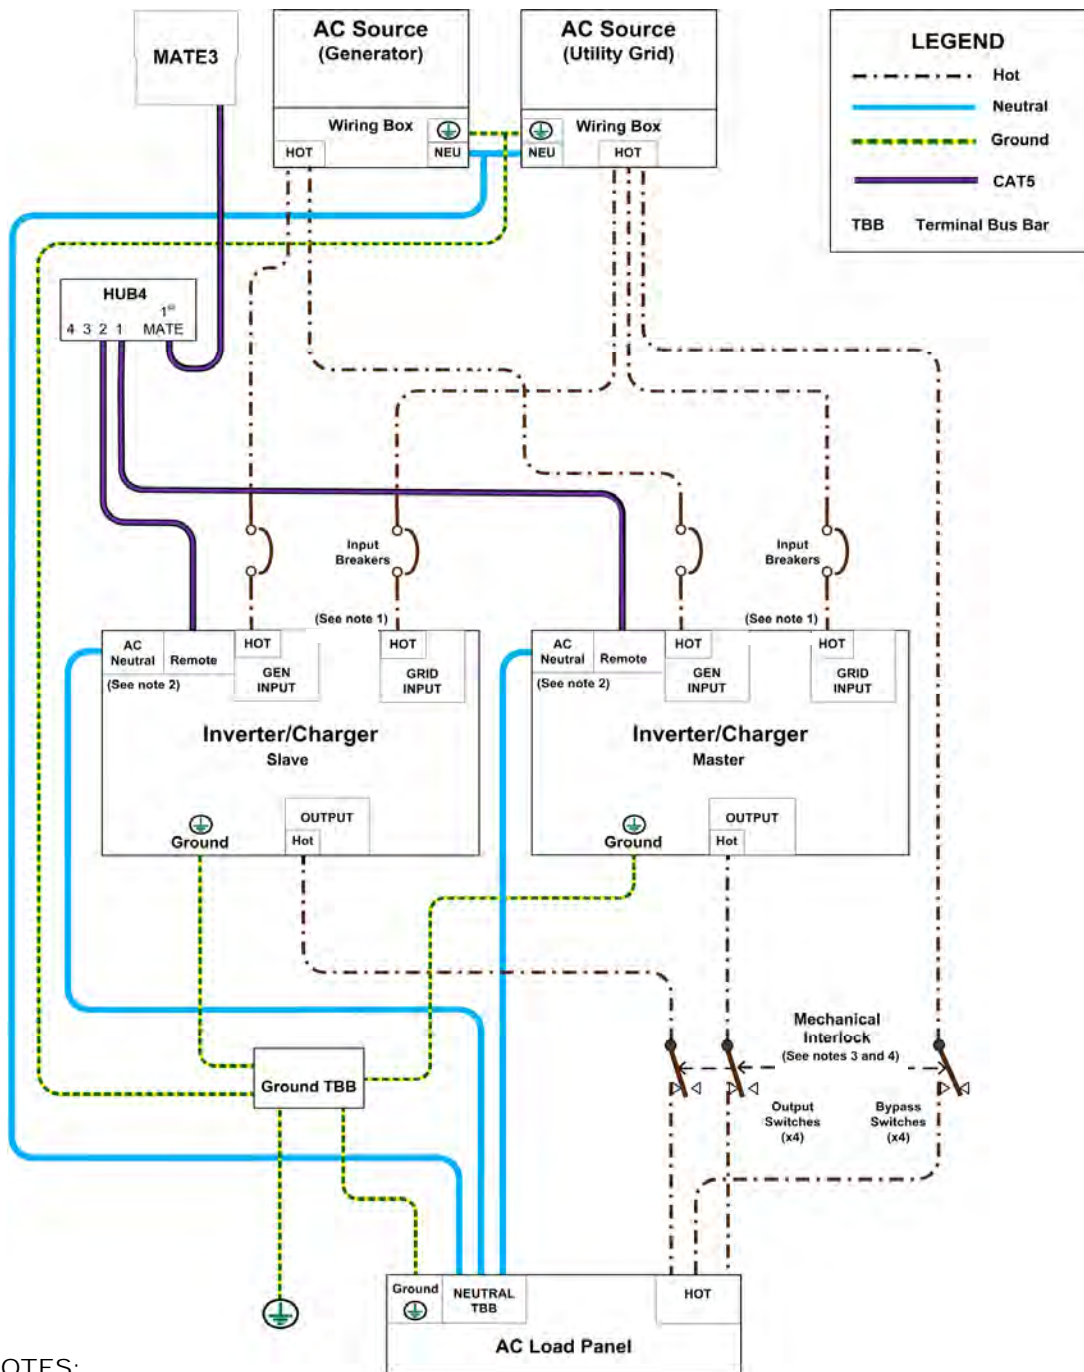 MATE3
AC Source
(Generator)
Wiring Box
HOT
NEU
AC Source
(Utility Grid)
Wiring Box
NEU
HOT
LEGEND
Hot
Neutral
Ground
CAT5
TBB Terminal Bus Bar
HUB4
4 3 2 1
1st
MATE
Input
Breakers
(See note 1)
(See note 1)
Input
Breakers
AC
Neutral
Remote
(See note 2)
HOT
GEN
INPUT
HOT
GRID
INPUT
Inverter/Charger
Slave
Ground
OUTPUT
Hot
AC
Neutral
Remote
(See note 2)
HOT
GEN
INPUT
HOT
GRID
INPUT
Inverter/Charger
Master
Ground
OUTPUT
Hot
Mechanical
Interlock
(See notes 3 and 4)
Output
Switches
(x4)
Bypass
Switches
(x4)
Ground TBB
Ground
NEUTRAL
TBB
HOT
AC Load Panel
OTES: